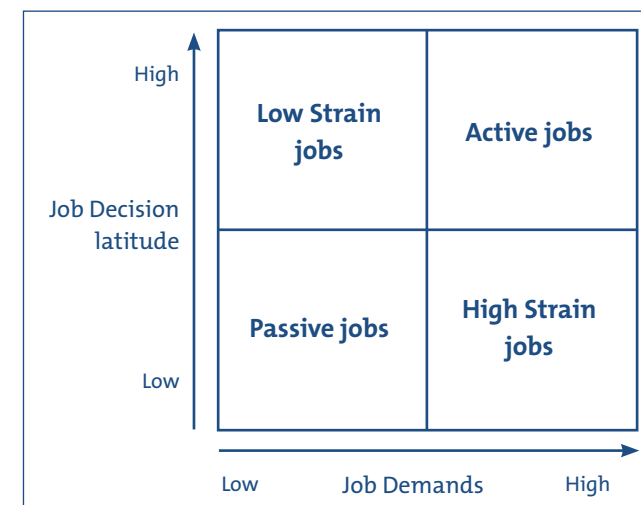 High
Low Strain
jobs
Active jobs
Job Decision
latitude
Passive jobs
High Strain
jobs
Low
Low
Job Demands
High